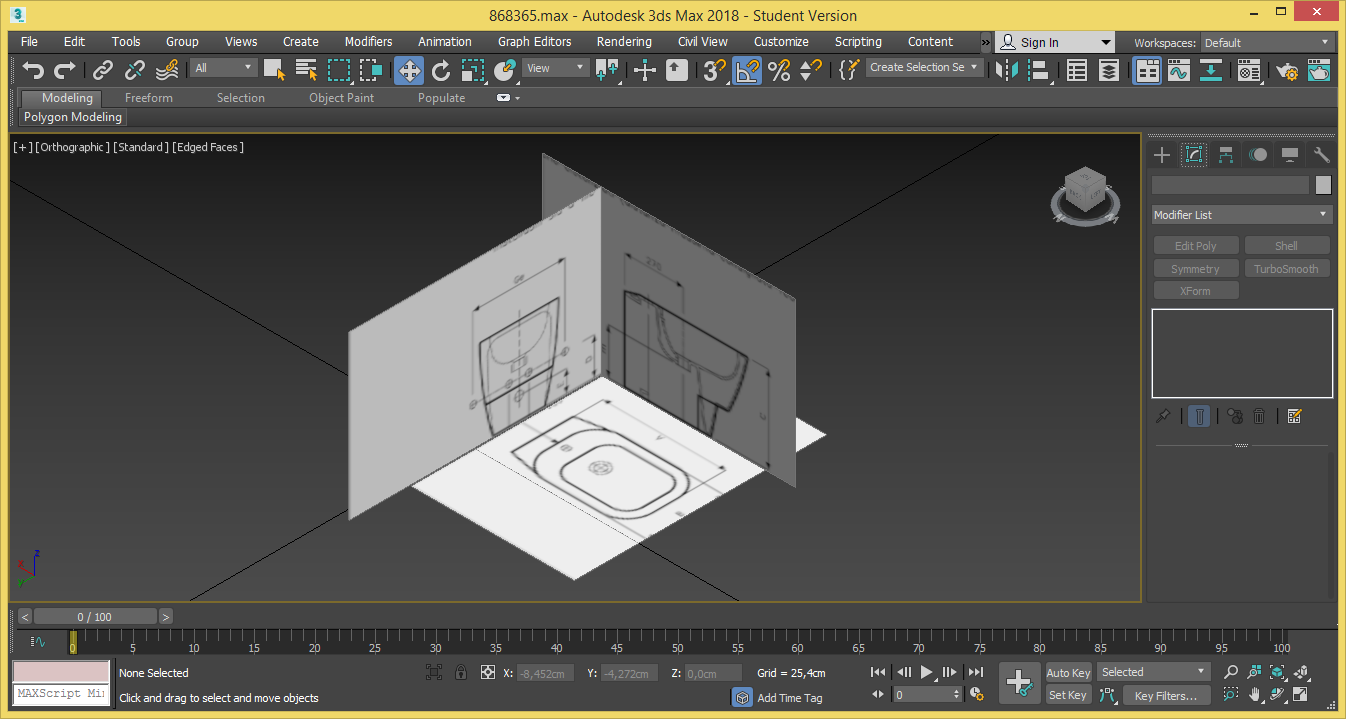 868365.max - Autodesk 3ds Max 2018 - Student Version
File Edit Tools Group Views Create Modifiers Animation Graph Editors Rendering Civil View Customize Scripting Content » Sign In Workspaces: Default
All View 3 Create Selection Se
Modeling Freeform Selection Object Paint Populate
Polygon Modeling
[+] [Orthographic ] [Standard ] [Edged Faces ]
Modifier List
Edit Poly Shell
Symmetry TurboSmooth
XForm
270
z
x
y
< 0 / 100 >
0 5 10 15 20 25 30 35 40 45 50 55 60 65 70 75 80 85 90 95 100
None Selected X: -8,452cm Y: -4,272cm Z: 0,0cm Grid = 25,4cm Auto Key Selected
MAXScript Mi Click and drag to select and move objects Add Time Tag 0 Set Key Key Filters...